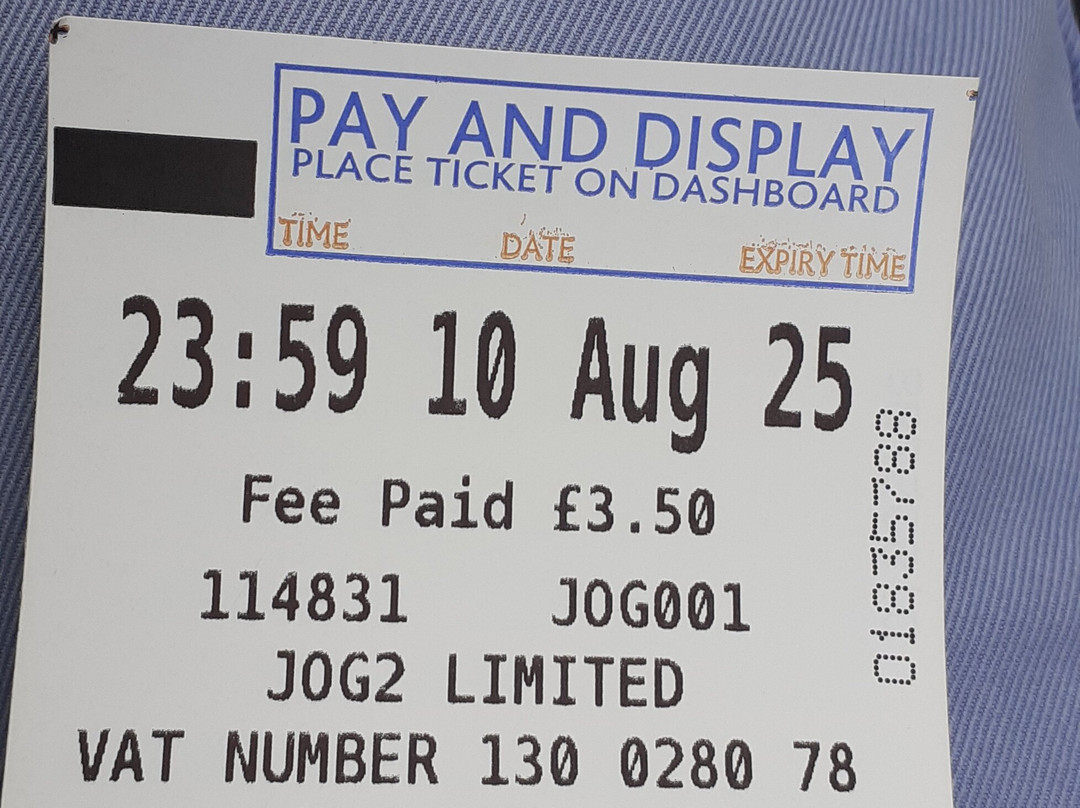 PAY AND DISPLAY
PLACE TICKET ON DASHBOARD
TIME DATE EXPIRY TIME
23:59 10 Aug 25
Fee Paid £3.50
114831 JOG001
JOG2 LIMITED
VAT NUMBER 130 0280 78
01835788